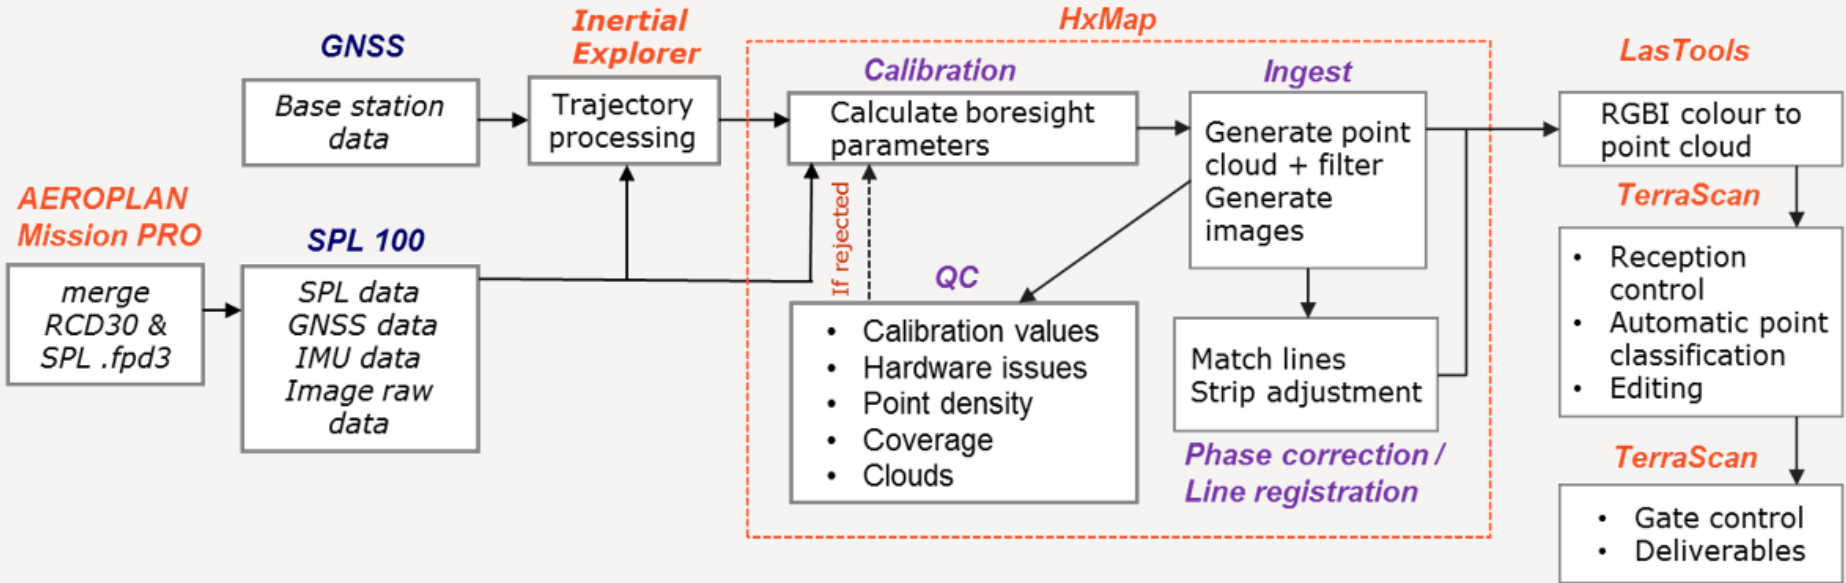 HxMap
Inertial
Explorer
GNSS
LasTools
Calibration
Ingest
Base station
data
Trajectory
processing
Calculate boresight
parameters
Generate point
cloud + filter
Generate
images
RGBI colour to
point cloud
AEROPLAN
Mission PRO
SPL 100
If rejected
TerraScan
merge
RCD30 &
SPL .fpd3
SPL data
GNSS data
IMU data
Image raw
data
QC
• Calibration values
• Hardware issues
• Point density
• Coverage
• Clouds
Match lines
Strip adjustment
Phase correction /
Line registration
• Reception
control
• Automatic point
classification
• Editing
TerraScan
• Gate control
• Deliverables